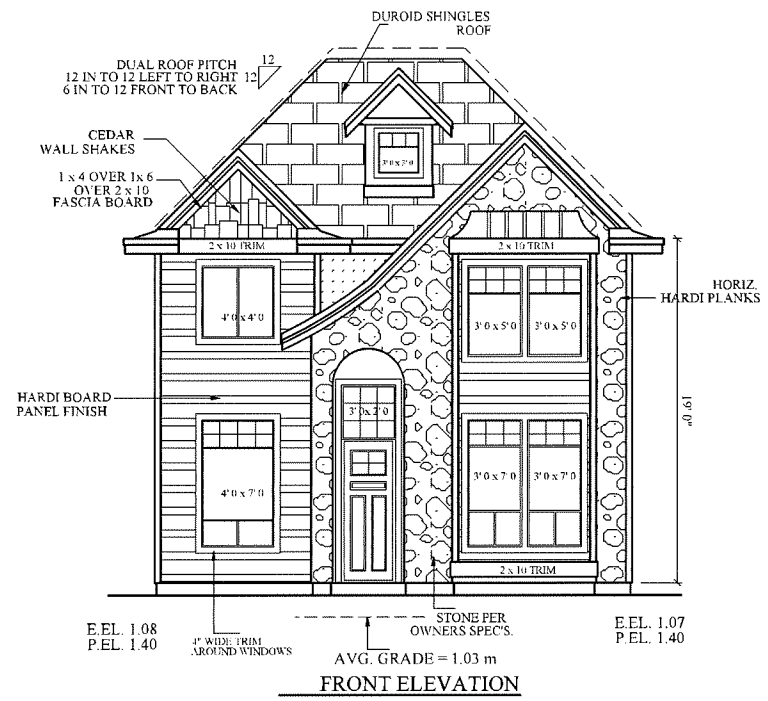 DUROID SHINGLES
ROOF
12
12
DUAL ROOF PITCH
12 IN TO 12 LEFT TO RIGHT
6 IN TO 12 FRONT TO BACK
CEDAR
WALL SHAKES
3'0x3'0
1 x 4 OVER 1x 6
OVER 2 x 10
FASCIA BOARD
2 x 10 TRIM
2 x 10 TRIM
HORIZ.
HARDI PLANKS
4' 0 x 4' 0
3' 0 x 5' 0
3' 0 x 5' 0
HARDI BOARD
PANEL FINISH
3' 0x 2' 0
19' 0"
4' 0 x 7' 0
3' 0 x 7' 0
3' 0 x 7' 0
2 x 10 TRIM
E.EL. 1.08
P.EL. 1.40
4" WIDE TRIM
AROUND WINDOWS
STONE PER
OWNERS SPEC'S.
E.EL. 1.07
P.EL. 1.40
AVG. GRADE = 1.03 m
FRONT ELEVATION